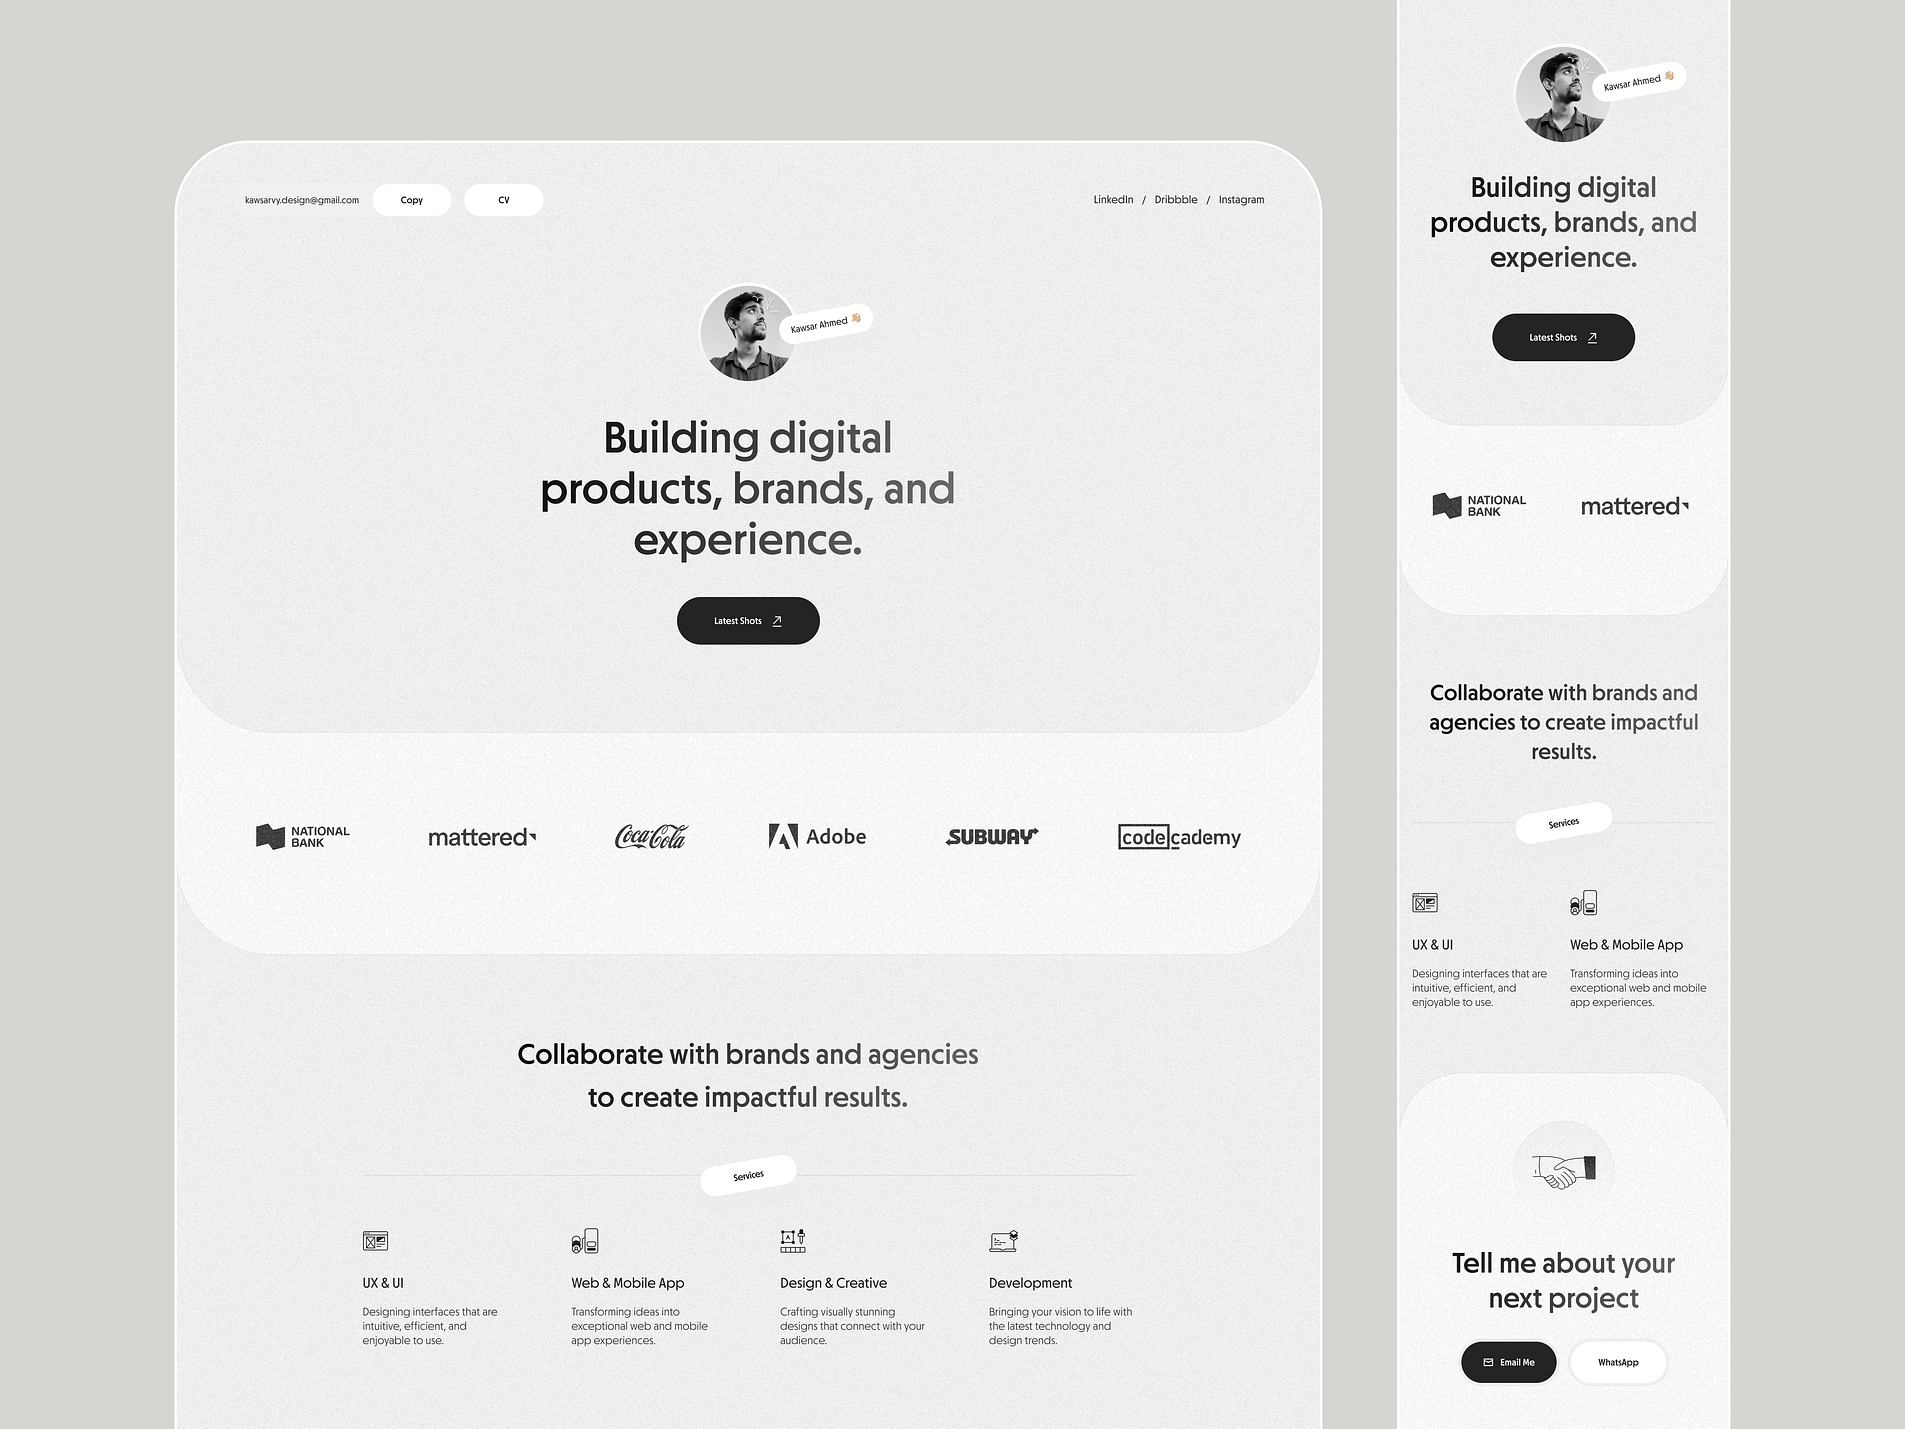 kawsarvy.design@gmail.com
Copy
CV
LinkedIn / Dribbble / Instagram
Kawsar Ahmed 👋🏼
Building digital
products, brands, and
experience.
Latest Shots
NATIONAL
BANK
mattered
Coca-Cola
Adobe
SUBWAY
codecademy
Collaborate with brands and agencies
to create impactful results.
Services
UX & UI
Designing interfaces that are
intuitive, efficient, and
enjoyable to use.
Web & Mobile App
Transforming ideas into
exceptional web and mobile
app experiences.
Design & Creative
Crafting visually stunning
designs that connect with your
audience.
Development
Bringing your vision to life with
the latest technology and
design trends.
Kawsar Ahmed 👋🏼
Building digital
products, brands, and
experience.
Latest Shots
NATIONAL
BANK
mattered
Collaborate with brands and
agencies to create impactful
results.
Services
UX & UI
Designing interfaces that are
intuitive, efficient, and
enjoyable to use.
Web & Mobile App
Transforming ideas into
exceptional web and mobile
app experiences.
Tell me about your
next project
Email Me
WhatsApp